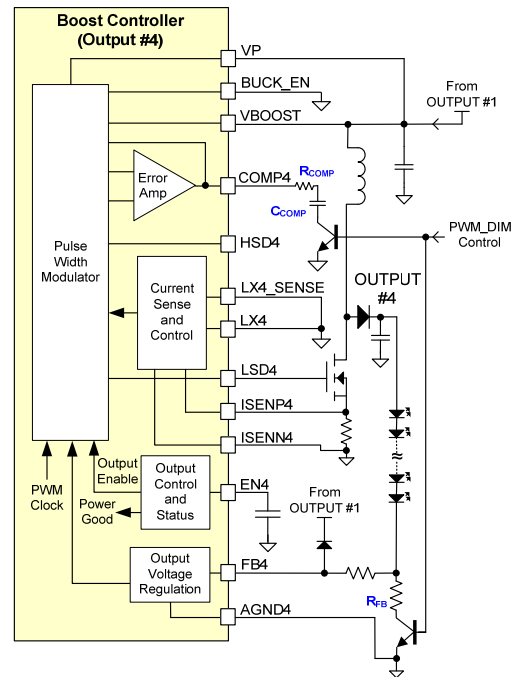 Boost Controller
(Output #4)
VP
BUCK_EN
From
OUTPUT #1
VBOOST
Error
Amp
COMP4
RCOMP
CCOMP
PWM_DIM
Control
HSD4
Pulse
Width
Modulator
Current
Sense
and
Control
LX4_SENSE
LX4
OUTPUT
#4
LSD4
ISENP4
ISENN4
Output
Enable
PWM
Clock
Power
Good
Output
Control
and
Status
EN4
From
OUTPUT #1
Output
Voltage
Regulation
FB4
RFB
AGND4